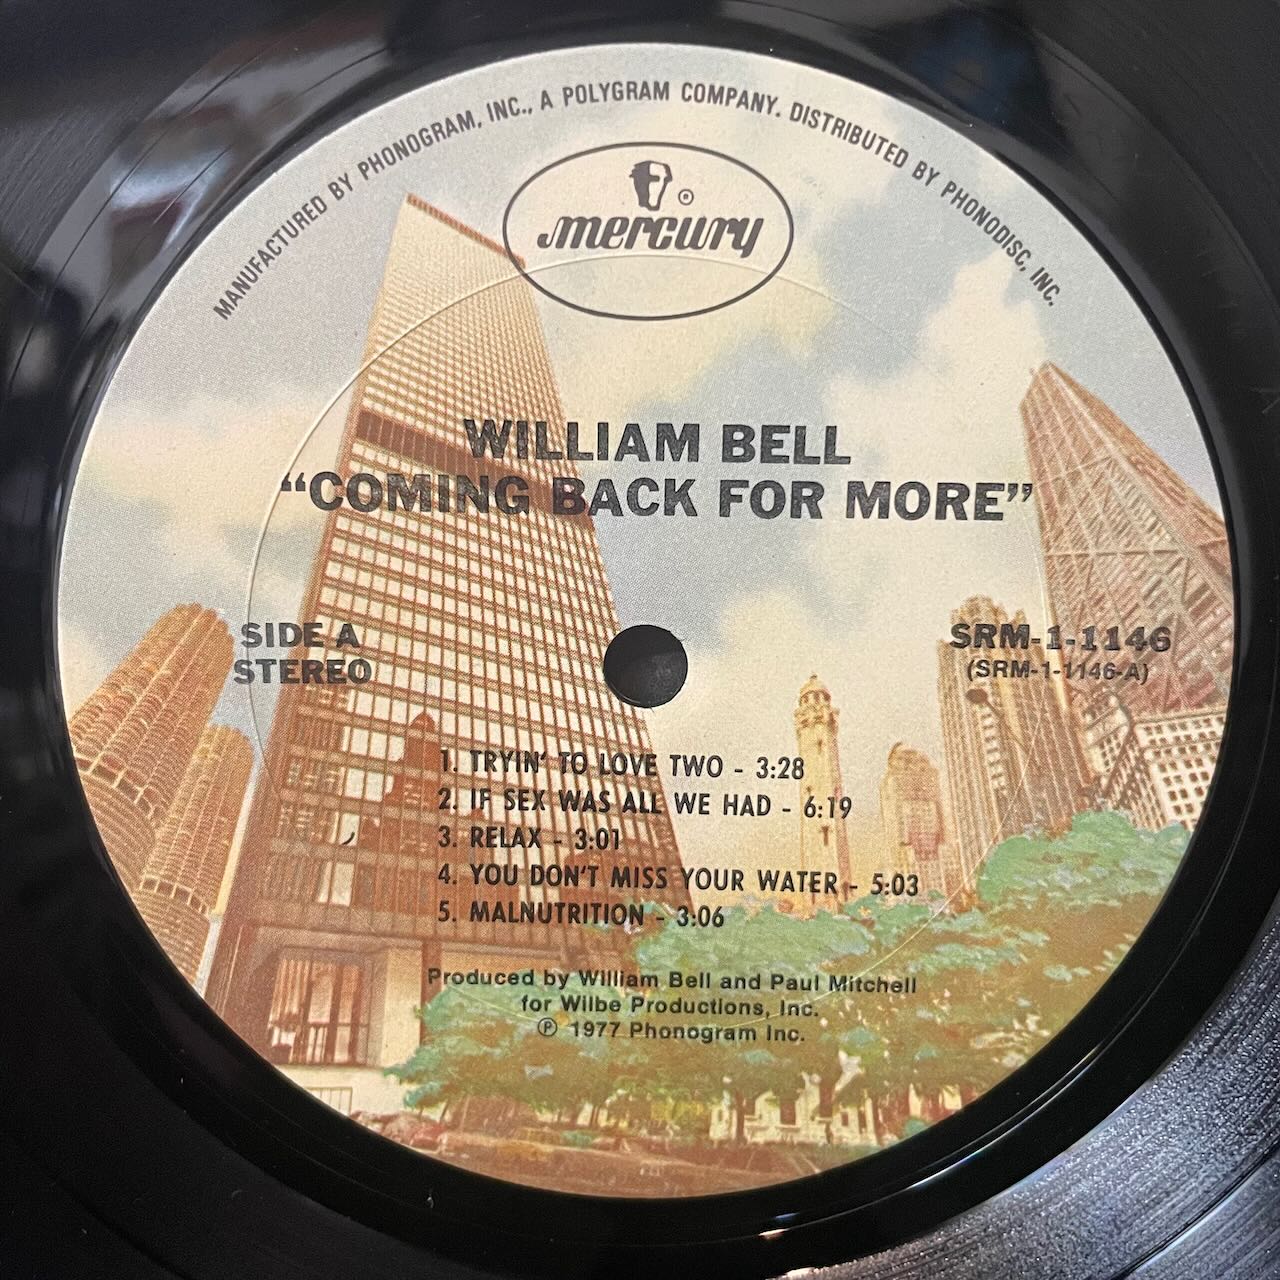 MANUFACTURED BY PHONOGRAM, INC., A POLYGRAM COMPANY. DISTRIBUTED BY PHONODISC, INC.
®
mercury
WILLIAM BELL
“COMING BACK FOR MORE”
SIDE A
STEREO
SRM-1-1146
(SRM-1-1146-A)
1. TRYIN' TO LOVE TWO - 3:28
2. IF SEX WAS ALL WE HAD - 6:19
3. RELAX - 3:01
4. YOU DON'T MISS YOUR WATER - 5:03
5. MALNUTRITION - 3:06
Produced by William Bell and Paul Mitchell
for Wilbe Productions, Inc.
℗ 1977 Phonogram Inc.